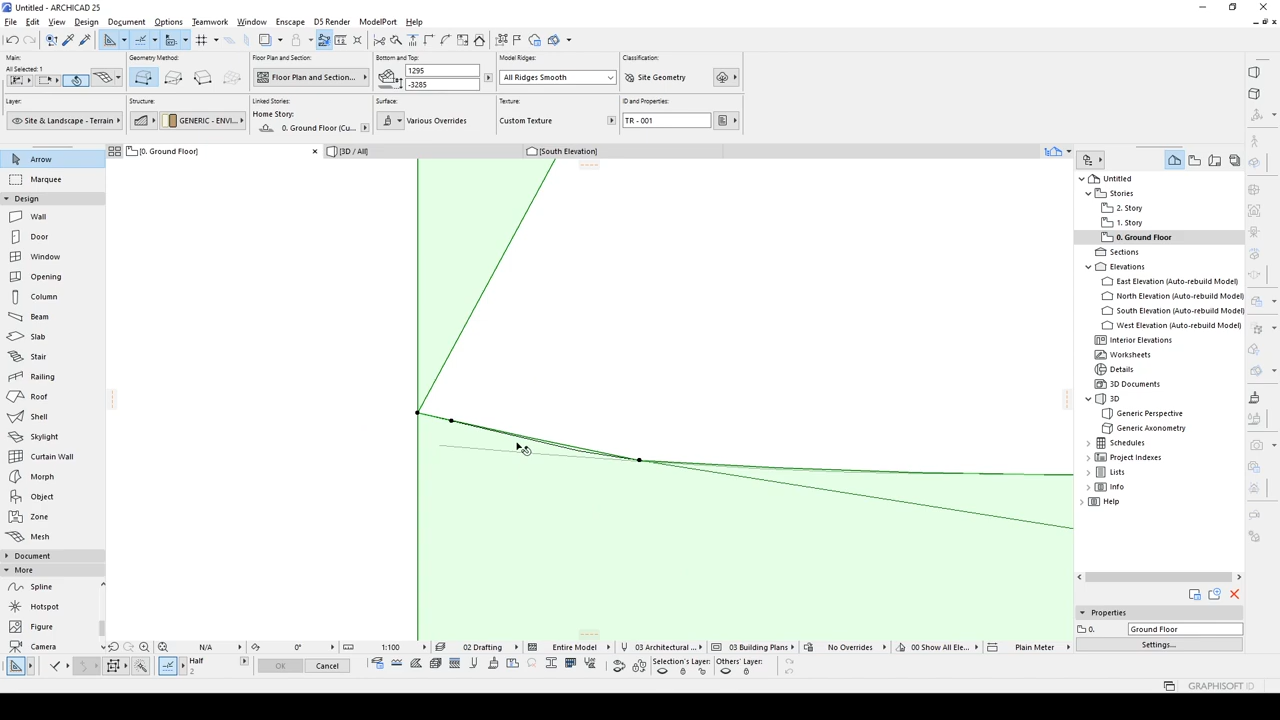 Untitled - ARCHICAD 25
File Edit View Design Document Options Teamwork Window Enscape D5 Render ModelPort Help
Main: Geometry Method: Floor Plan and Section: Bottom and Top: Model Ridges: Classification:
All Selected: 1
Floor Plan and Section... 1295 -3285 All Ridges Smooth Site Geometry
Layer: Structure: Linked Stories: Surface: Texture: ID and Properties:
Site & Landscape - Terrain GENERIC - ENVI... Home Story: 0. Ground Floor (Cu... Various Overrides Custom Texture TR - 001
[0. Ground Floor] [3D / All] [South Elevation]
Arrow
Marquee
Design
Wall
Door
Window
Opening
Column
Beam
Slab
Stair
Railing
Roof
Shell
Skylight
Curtain Wall
Morph
Object
Zone
Mesh
Document
More
Spline
Hotspot
Figure
Camera
Untitled
Stories
2. Story
1. Story
0. Ground Floor
Sections
Elevations
East Elevation (Auto-rebuild Model)
North Elevation (Auto-rebuild Model)
South Elevation (Auto-rebuild Model)
West Elevation (Auto-rebuild Model)
Interior Elevations
Worksheets
Details
3D Documents
3D
Generic Perspective
Generic Axonometry
Schedules
Project Indexes
Lists
Info
Help
Properties
0. Ground Floor
Settings...
N/A 0° 1:100 02 Drafting Entire Model 03 Architectural ... 03 Building Plans No Overrides 00 Show All Ele... Plain Meter
Half
2
OK Cancel Selection's Layer: Others' Layer:
GRAPHISOFT ID